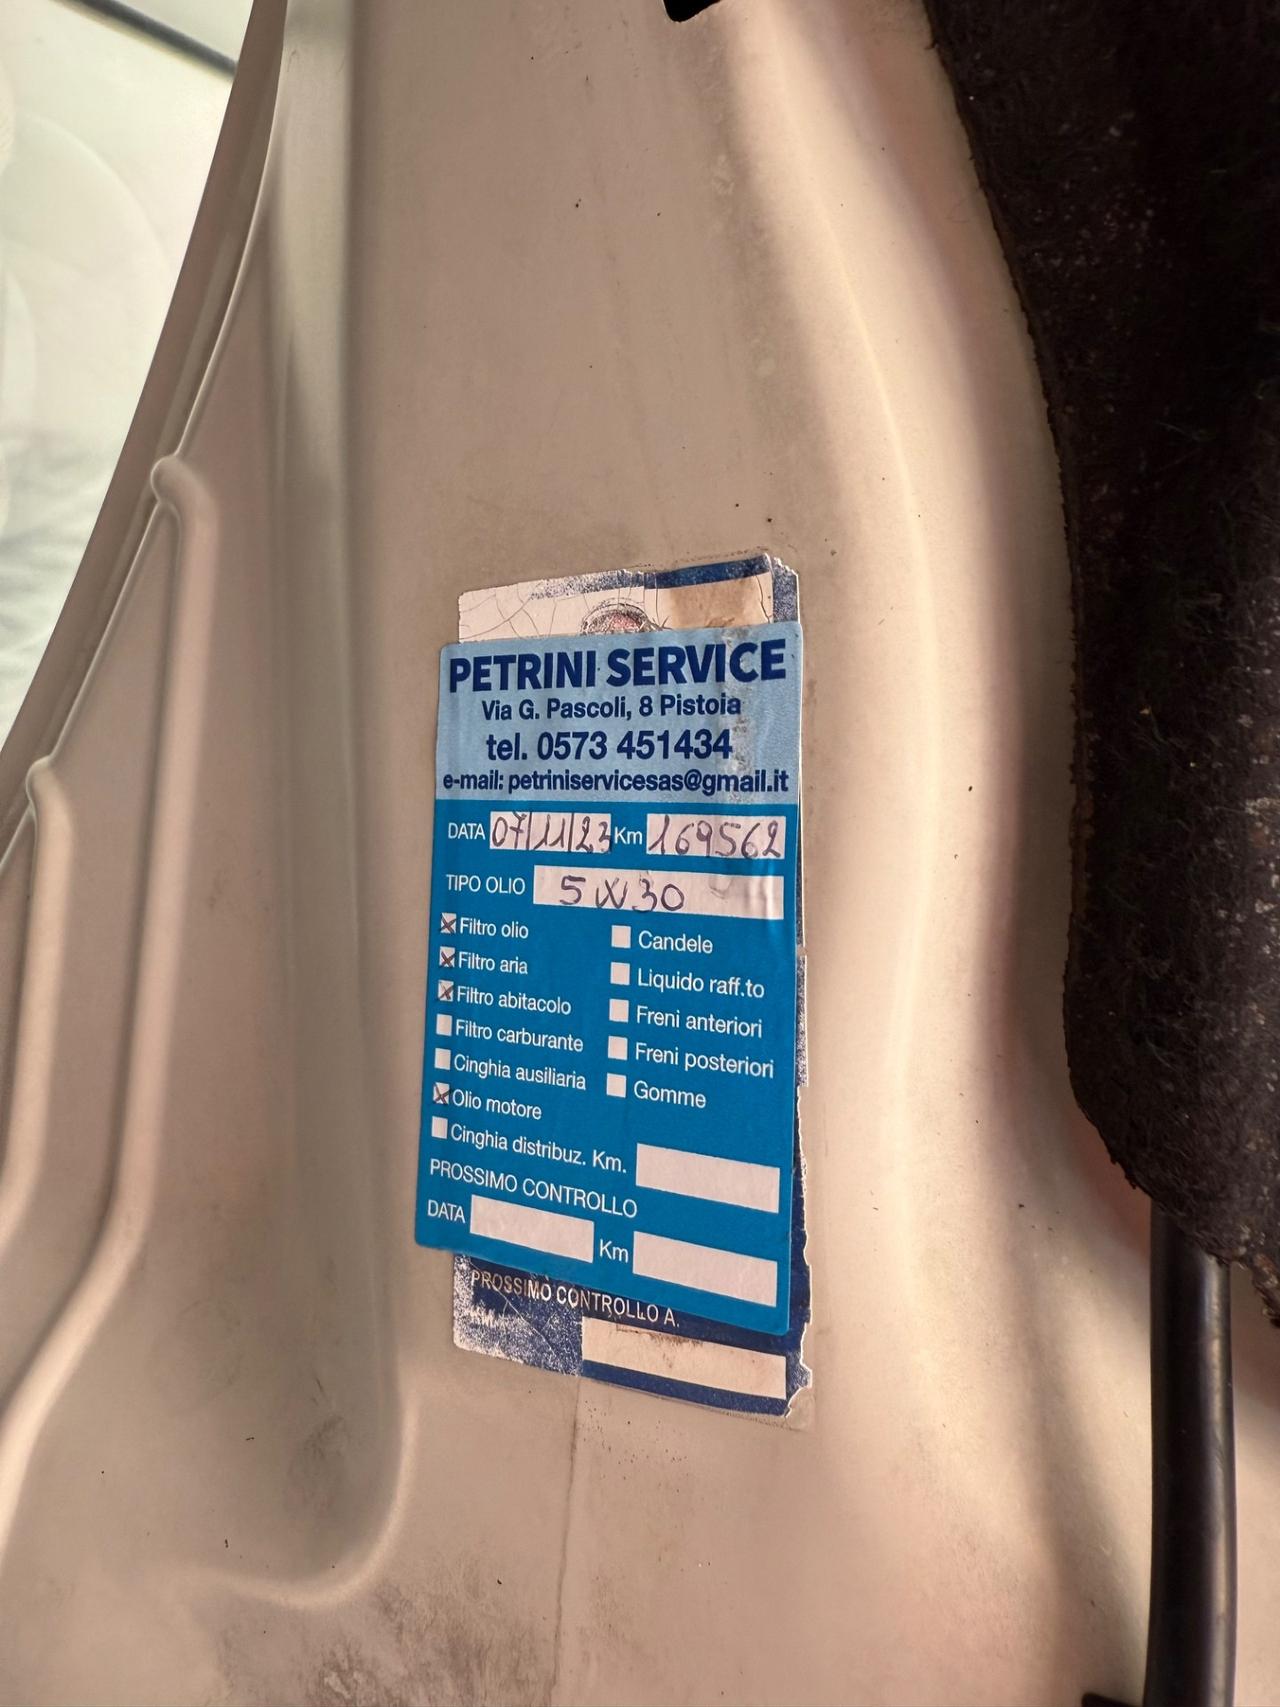 PETRINI SERVICE
Via G. Pascoli, 8 Pistoia
tel. 0573 451434
e-mail: petriniservicesas@gmail.it
DATA 07/11/23 Km 169562
TIPO OLIO 5W30
Filtro olio
Filtro aria
Filtro abitacolo
Filtro carburante
Cinghia ausiliaria
Olio motore
Cinghia distribuz. Km.
Candele
Liquido raff.to
Freni anteriori
Freni posteriori
Gomme
PROSSIMO CONTROLLO
DATA Km
PROSSIMO CONTROLLO A.